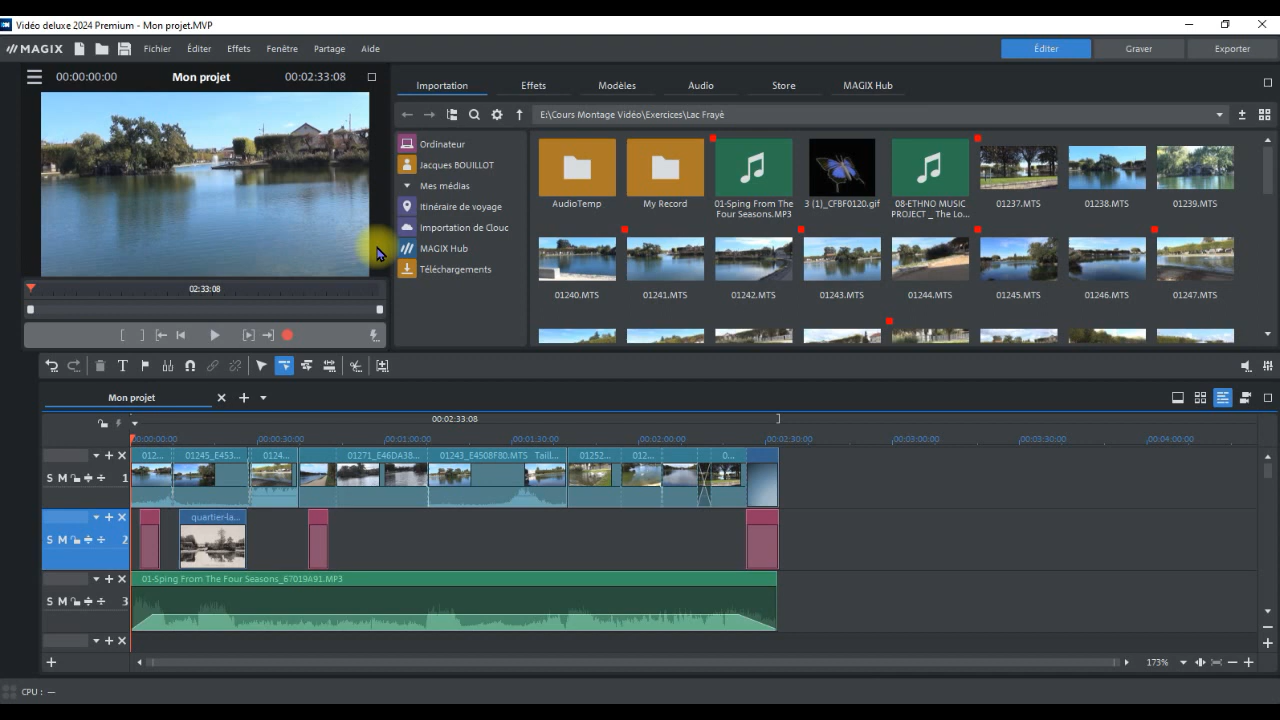 Vidéo deluxe 2024 Premium - Mon projet.MVP
MAGIX Fichier Éditer Effets Fenêtre Partage Aide Éditer Graver Exporter
00:00:00:00 Mon projet 00:02:33:08
Importation Effets Modèles Audio Store MAGIX Hub
E:\Cours Montage Vidéo\Exercices\Lac Frayè
Ordinateur
Jacques BOUILLOT
Mes médias
Itinéraire de voyage
Importation de Clouc
MAGIX Hub
Téléchargements
AudioTemp
My Record
01-Sping From The
Four Seasons.MP3
3 (1)_CFBF0120.gif
08-ETHNO MUSIC
PROJECT _ The Lo...
01237.MTS
01238.MTS
01239.MTS
01240.MTS
01241.MTS
01242.MTS
01243.MTS
01244.MTS
01245.MTS
01246.MTS
01247.MTS
02:33:08
Mon projet
00:02:33:08
00:00:00:00 00:00:30:00 00:01:00:00 00:01:30:00 00:02:00:00 00:02:30:00 00:03:00:00 00:03:30:00 00:04:00:00
012... 01245_E453... 0124... 01271_E46DA38... 01243_E4508F80.MTS Taill... 01252... 012... 0...
S M 1
quartier-la...
S M 2
01-Sping From The Four Seasons_67019A91.MP3
S M 3
173%
CPU : —